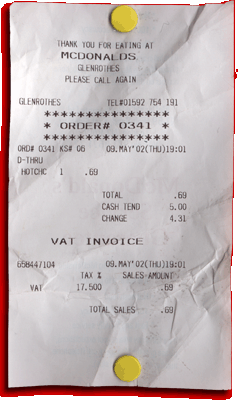 THANK YOU FOR EATING AT
MCDONALDS
GLENROTHES
PLEASE CALL AGAIN
GLENROTHES TEL#01592 754 191
***************
* ORDER# 0341 *
***************
ORD# 0341 KS# 06 09.MAY'02(THU)19:01
D-THRU
HOTCHC 1 .69
TOTAL .69
CASH TEND 5.00
CHANGE 4.31
VAT INVOICE
658447104 09.MAY'02(THU)19:01
TAX % SALES-AMOUNT
VAT 17.500 .69
TOTAL SALES .69